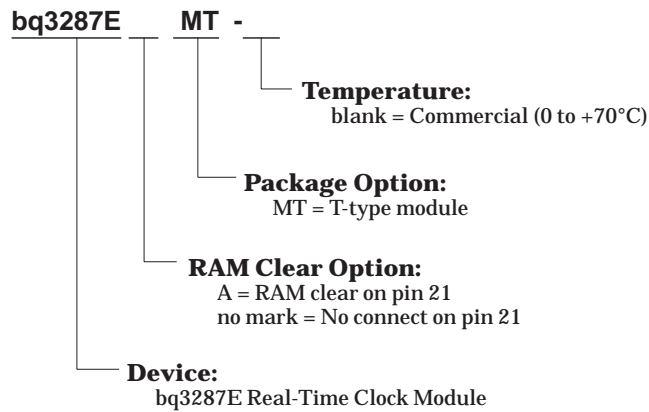 bq3287E MT -
Temperature:
blank = Commercial (0 to +70°C)
Package Option:
MT = T-type module
RAM Clear Option:
A = RAM clear on pin 21
no mark = No connect on pin 21
Device:
bq3287E Real-Time Clock Module